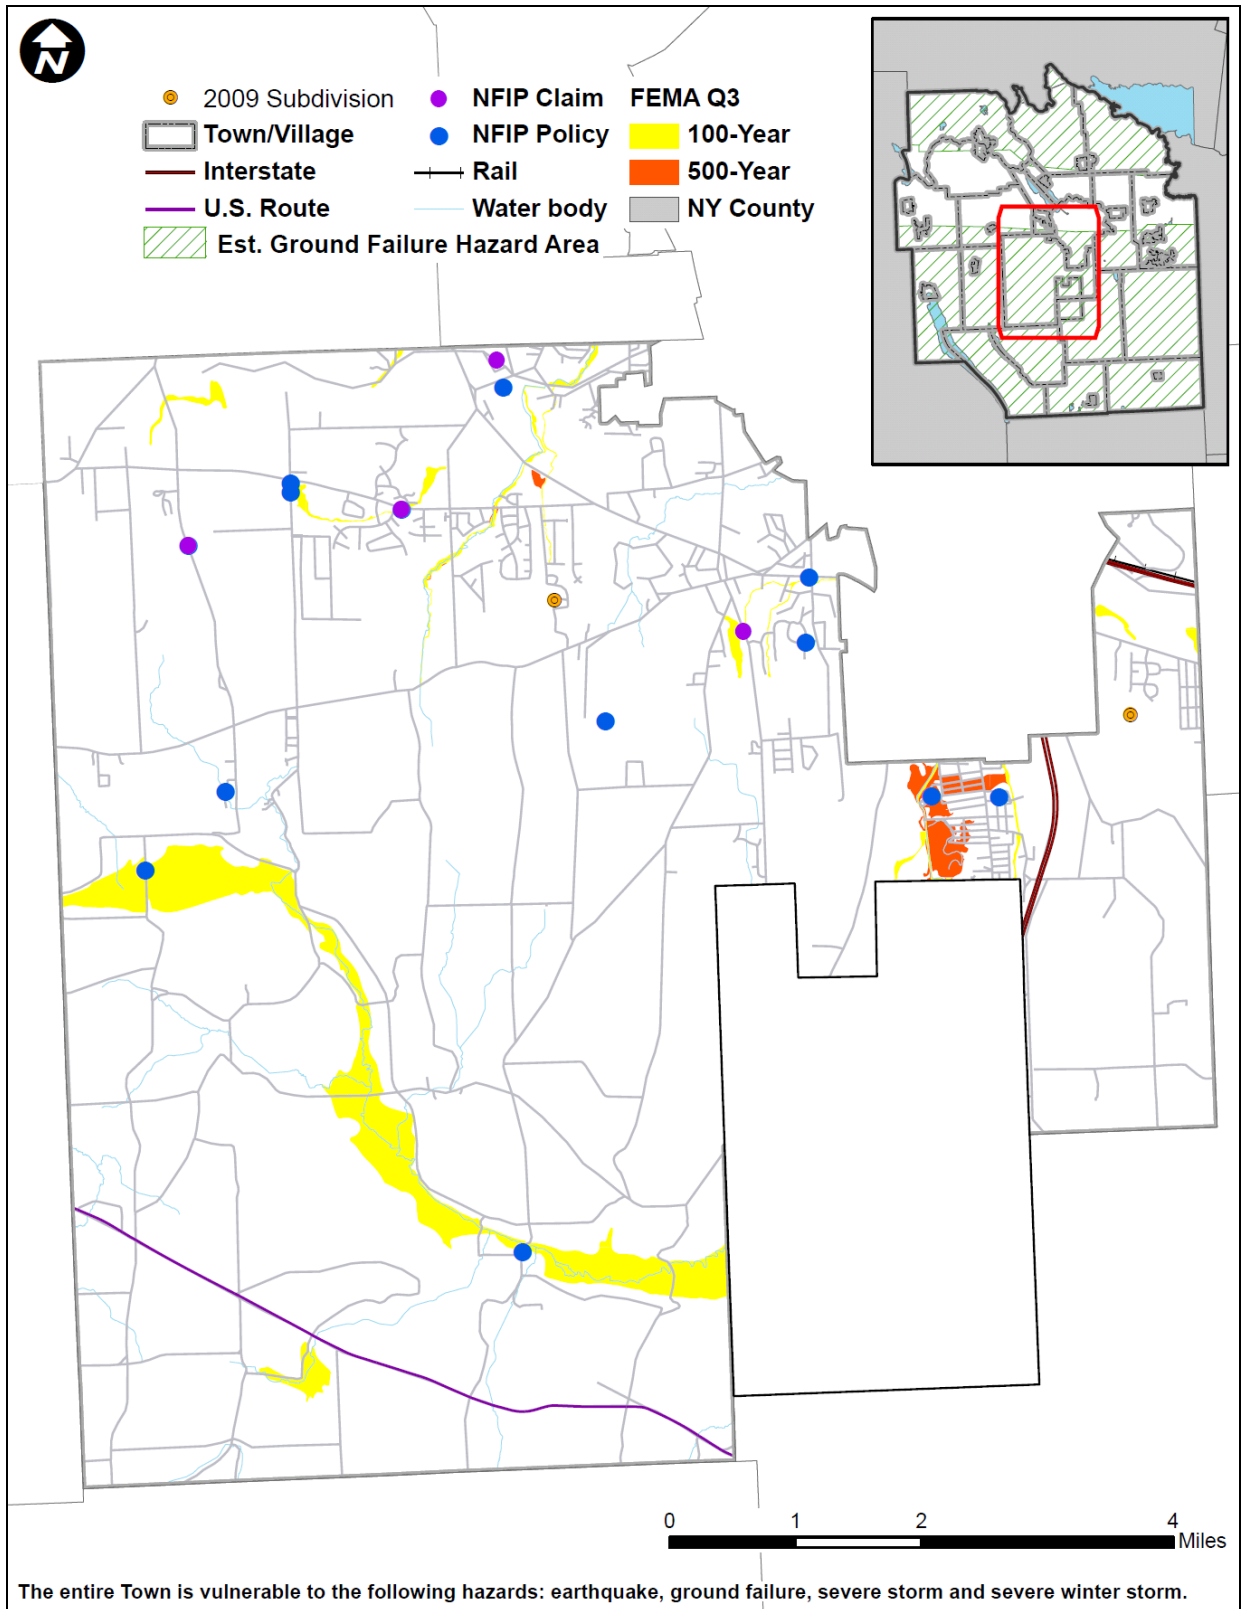 N
2009 Subdivision NFIP Claim FEMA Q3
Town/Village NFIP Policy 100-Year
Interstate Rail 500-Year
U.S. Route Water body NY County
Est. Ground Failure Hazard Area
0 1 2 4
Miles
The entire Town is vulnerable to the following hazards: earthquake, ground failure, severe storm and severe winter storm.